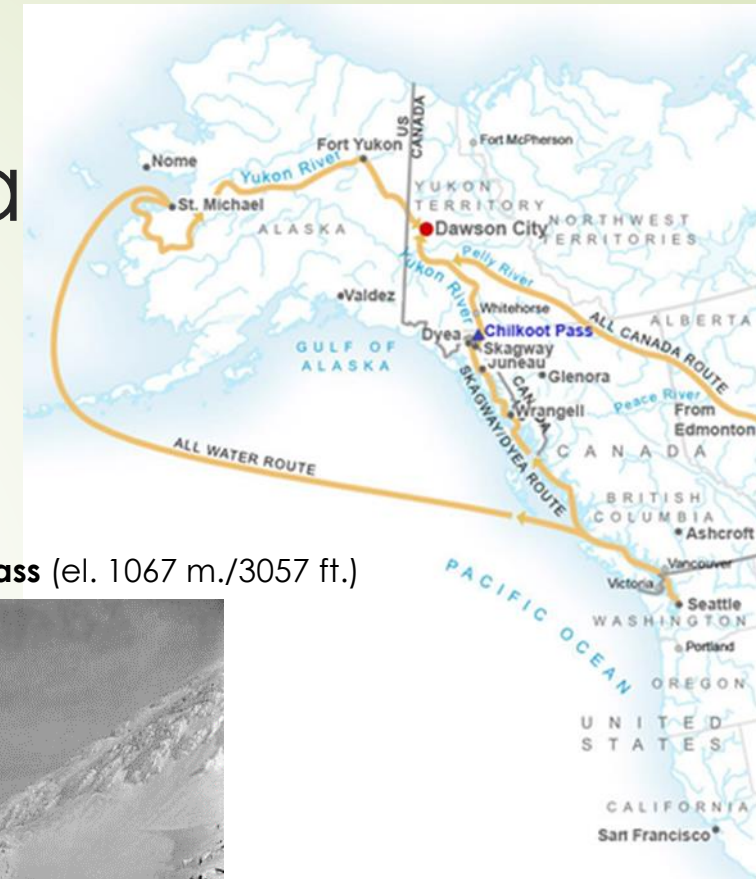 a
Nome
Fort Yukon
US
CANADA
Fort McPherson
Yukon River
St. Michael
ALASKA
YUKON
TERRITORY
Dawson City
NORTHWEST
TERRITORIES
Pelly River
Yukon River
Valdez
Whitehorse
ALL CANADA ROUTE
ALBERTA
Dyea
Chilkoot Pass
Skagway
Juneau
GULF OF
ALASKA
Glenora
CANADA
Peace River
From
Edmonton
Wrangell
SKAGWAY/DYEA ROUTE
ALL WATER ROUTE
CANADA
BRITISH
COLUMBIA
Ashcroft
ass (el. 1067 m./3057 ft.)
Vancouver
Victoria
PACIFIC OCEAN
Seattle
WASHINGTON
Portland
OREGON
UNITED
STATES
CALIFORNIA
San Francisco